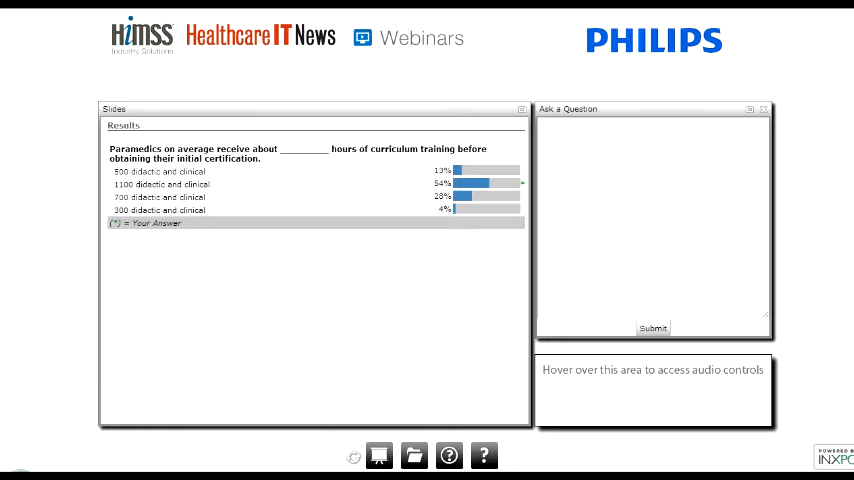 HiMSS
Industry Solutions
Healthcare IT News
Webinars
PHILIPS
Slides
Results
Paramedics on average receive about __________ hours of curriculum training before
obtaining their initial certification.
500 didactic and clinical 13%
1100 didactic and clinical 54%
700 didactic and clinical 28%
300 didactic and clinical 4%
(*) = Your Answer
Ask a Question
Submit
Hover over this area to access audio controls
POWERED B
INXPO